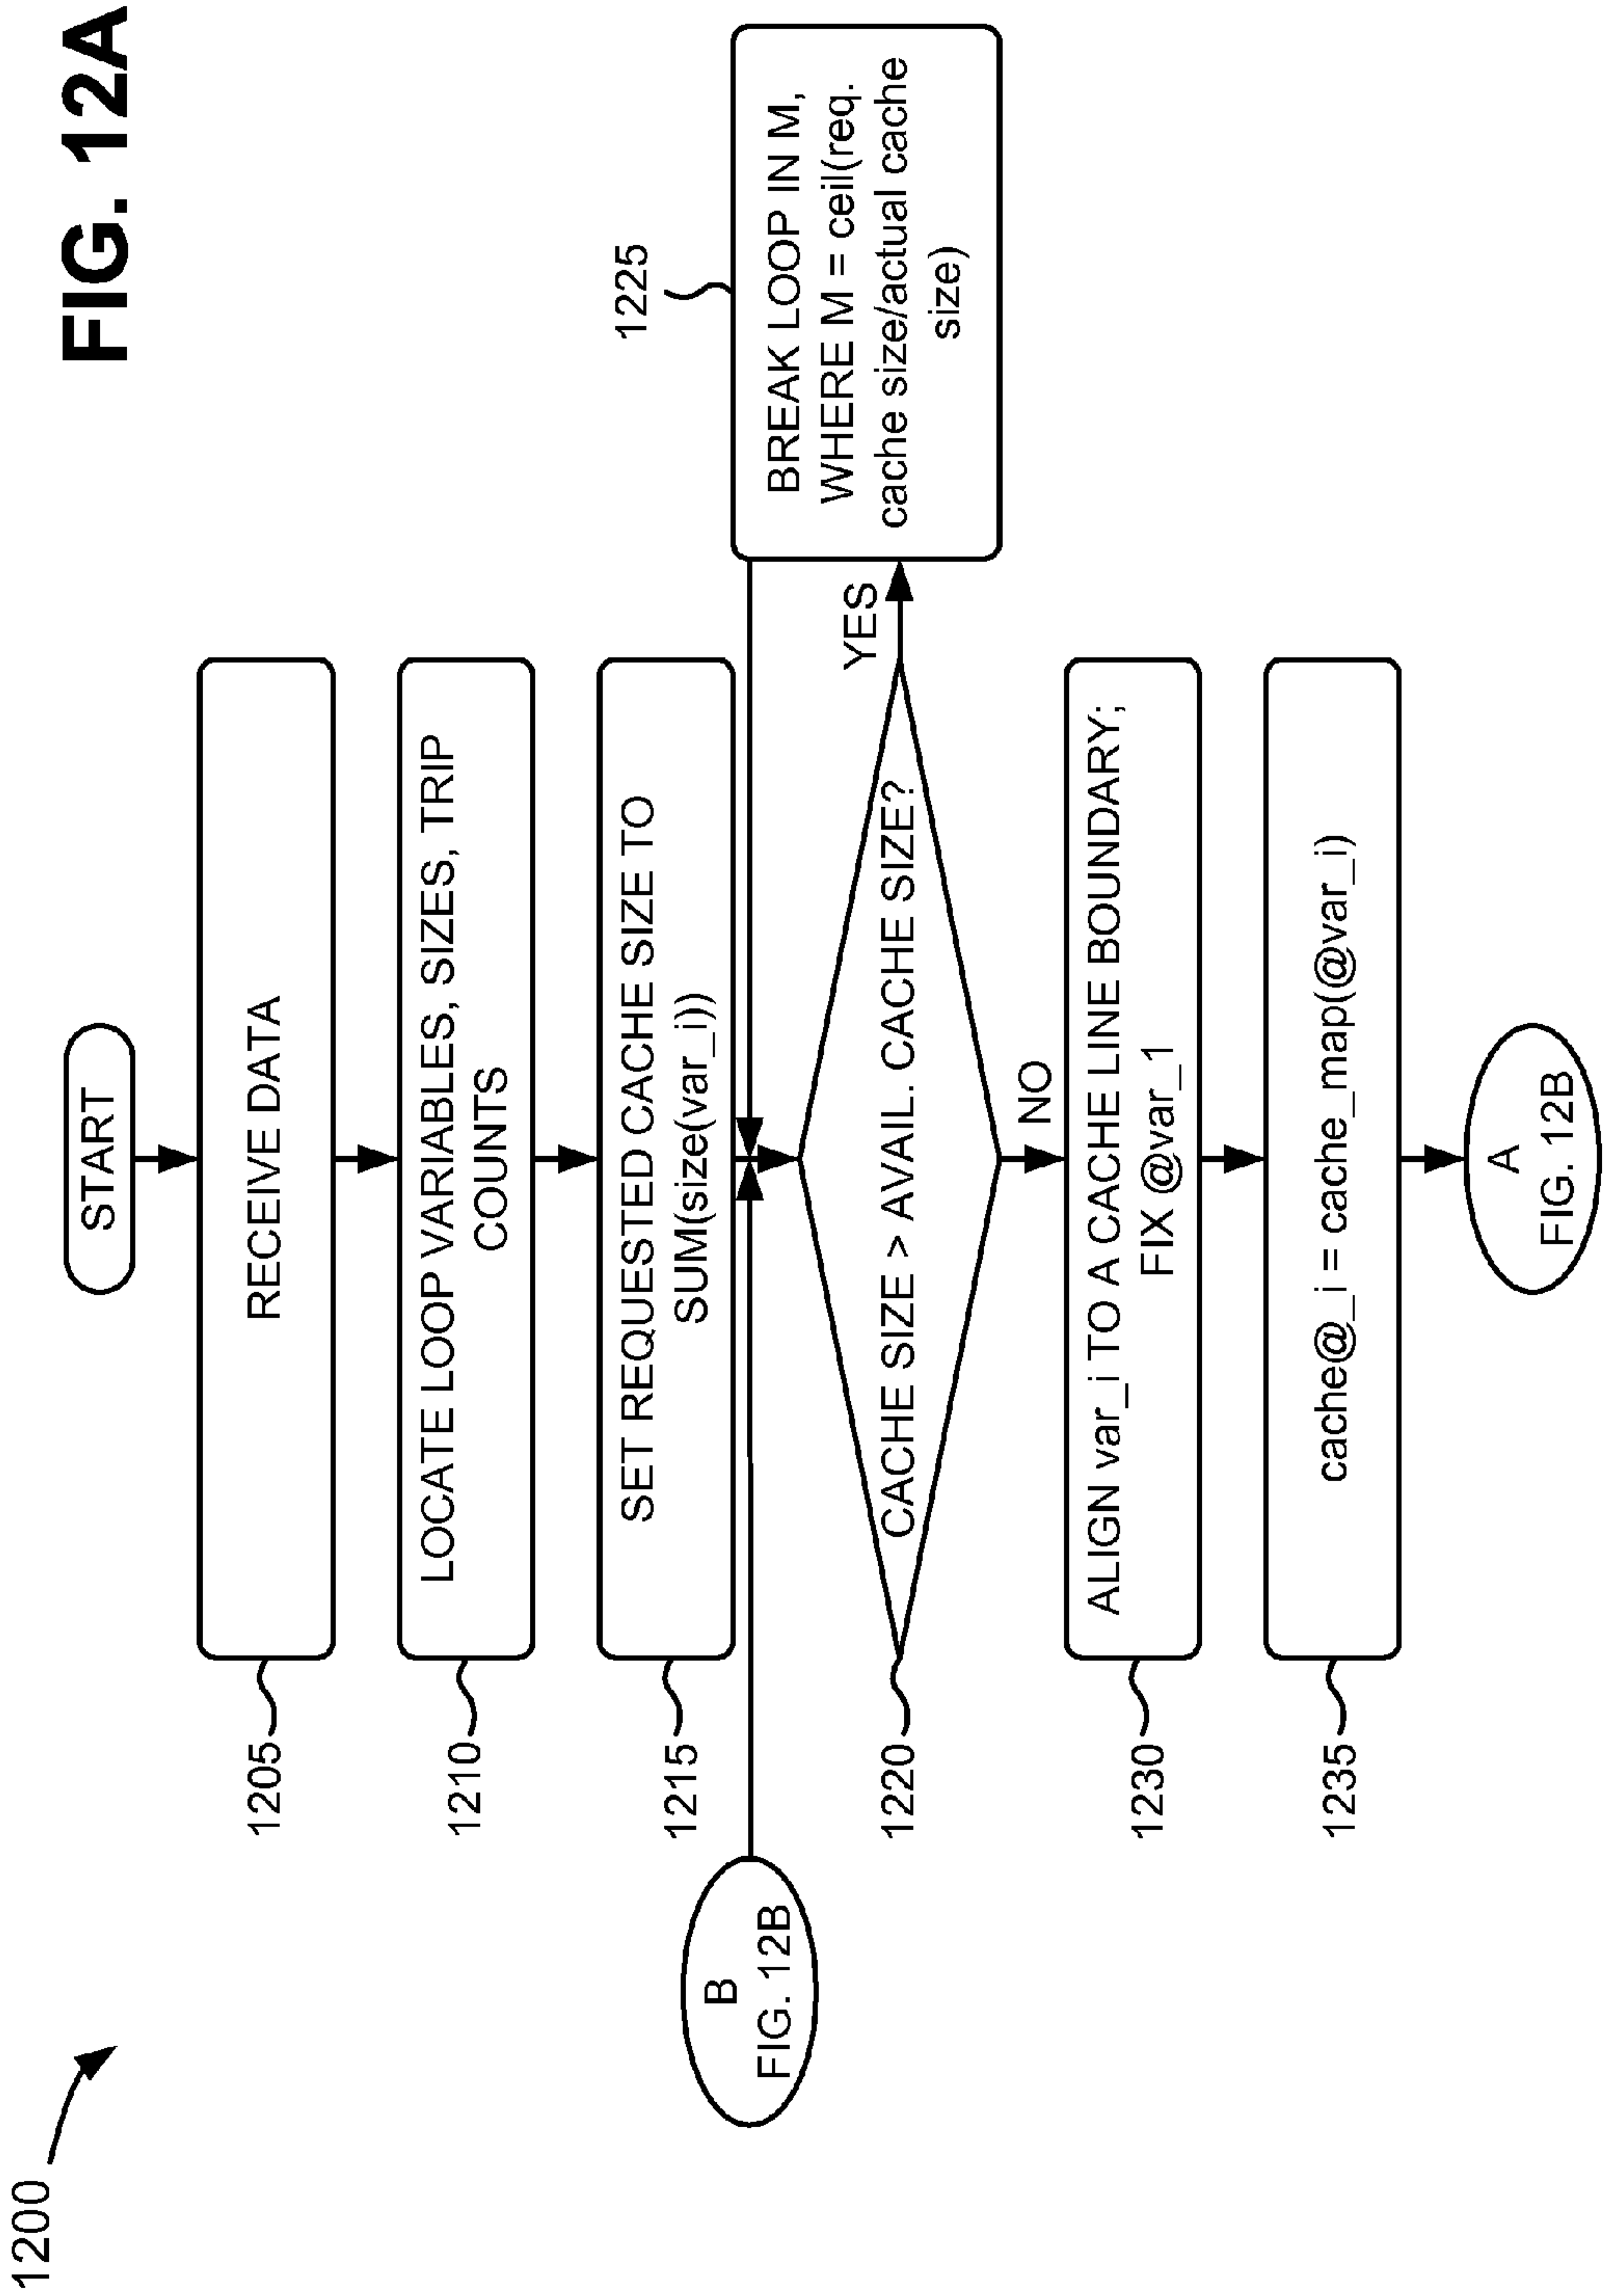 1200
FIG. 12A
START
1205
RECEIVE DATA
1210
LOCATE LOOP VARIABLES, SIZES, TRIP
COUNTS
1215
SET REQUESTED CACHE SIZE TO
SUM(size(var_i))
B
FIG. 12B
1220
CACHE SIZE > AVAIL. CACHE SIZE?
YES
1225
BREAK LOOP IN M,
WHERE M = ceil(req.
cache size/actual cache
size)
NO
1230
ALIGN var_i TO A CACHE LINE BOUNDARY;
FIX @var_1
1235
cache@_i = cache_map(@var_i)
A
FIG. 12B